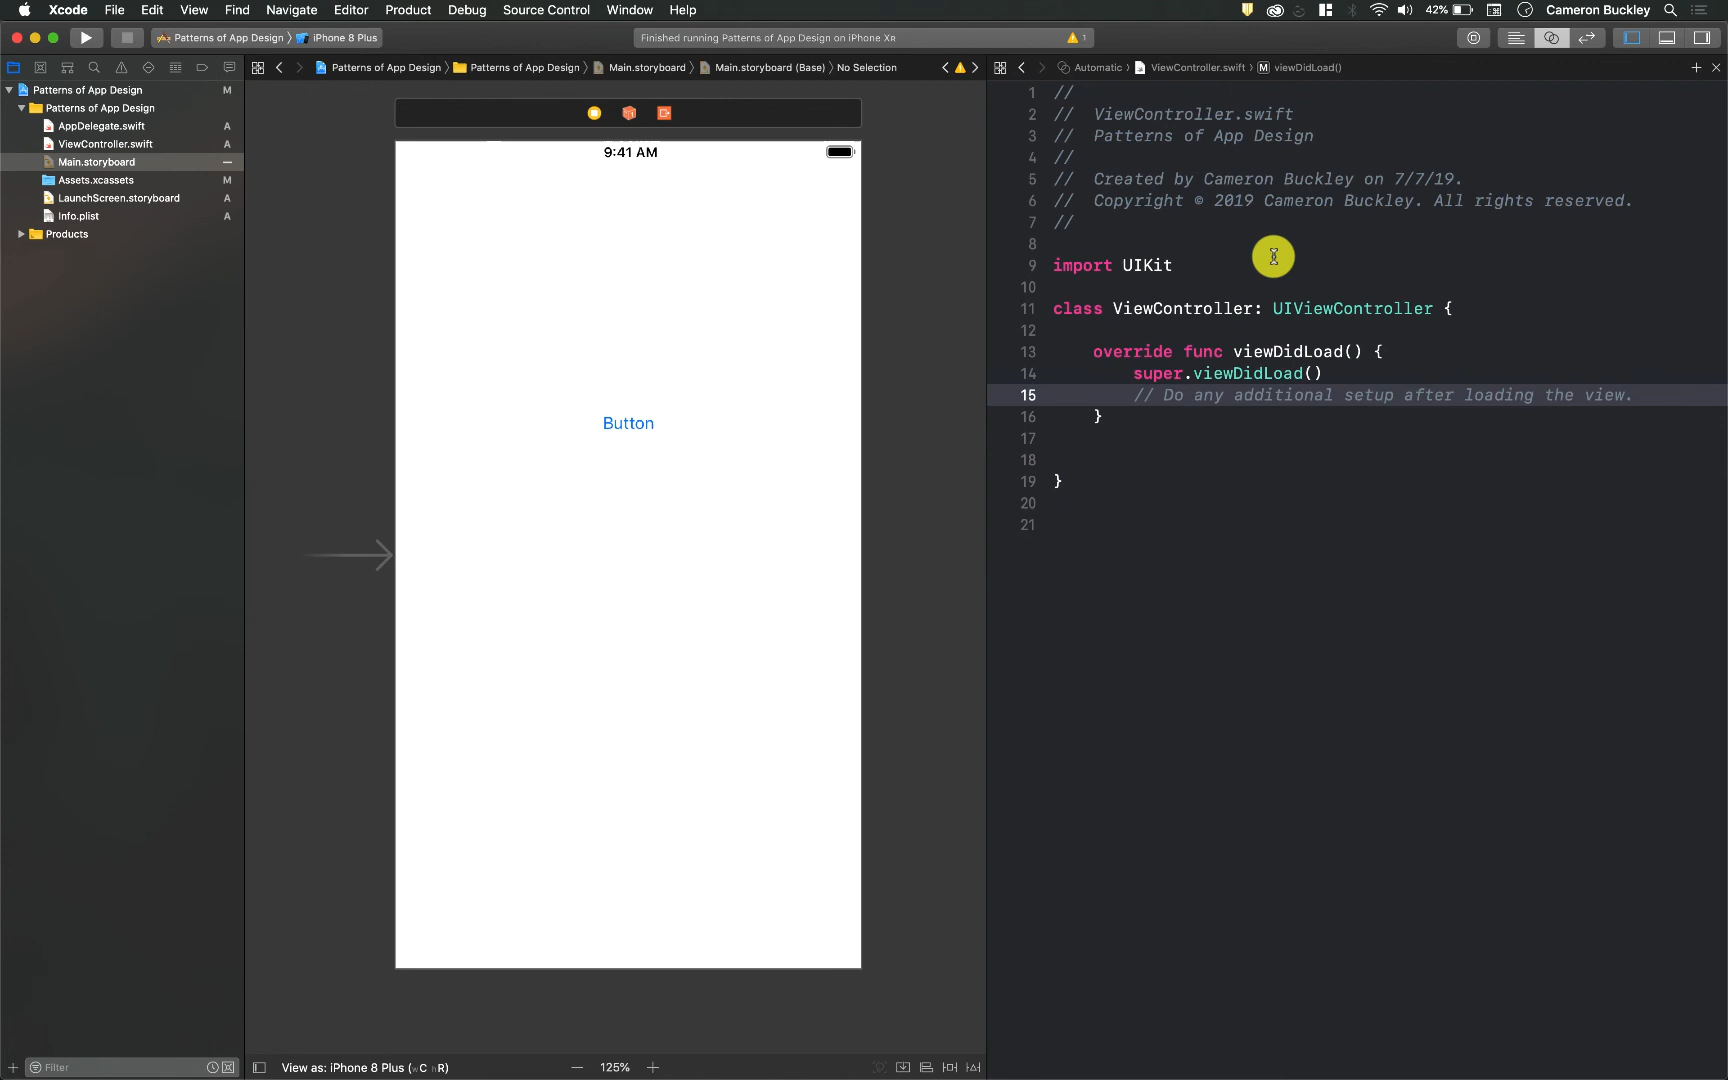 Xcode File Edit View Find Navigate Editor Product Debug Source Control Window Help 42% Cameron Buckley
Patterns of App Design iPhone 8 Plus
Finished running Patterns of App Design on iPhone XR 1
Patterns of App Design Patterns of App Design Main.storyboard Main.storyboard (Base) No Selection
Automatic ViewController.swift M viewDidLoad()
Patterns of App Design M
Patterns of App Design
AppDelegate.swift A
ViewController.swift A
Main.storyboard —
Assets.xcassets M
LaunchScreen.storyboard A
Info.plist A
Products
9:41 AM
Button
1 //
2 //  ViewController.swift
3 //  Patterns of App Design
4 //
5 //  Created by Cameron Buckley on 7/7/19.
6 //  Copyright © 2019 Cameron Buckley. All rights reserved.
7 //
8
9 import UIKit
10
11 class ViewController: UIViewController {
12
13     override func viewDidLoad() {
14         super.viewDidLoad()
15         // Do any additional setup after loading the view.
16     }
17
18
19 }
20
21
Filter
View as: iPhone 8 Plus (wC hR)
125%